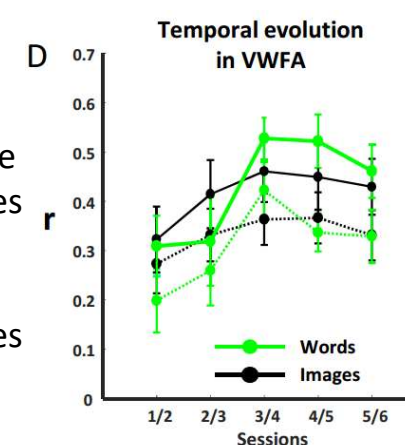 Temporal evolution
in VWFA
D
0.7
0.6
0.5
e
0.4
es
r
0.3
0.2
es
0.1
0
Words
Images
1/2 2/3 3/4 4/5 5/6
Sessions